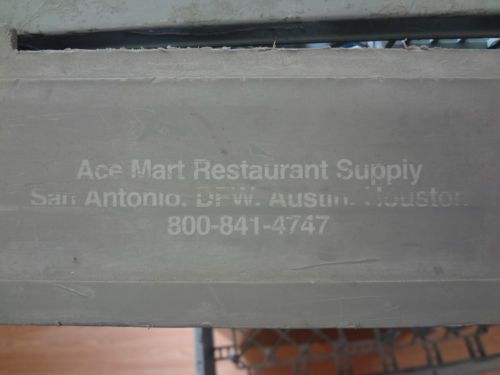 Ace Mart Restaurant Supply
San Antonio, DFW, Austin, Houston
800-841-4747